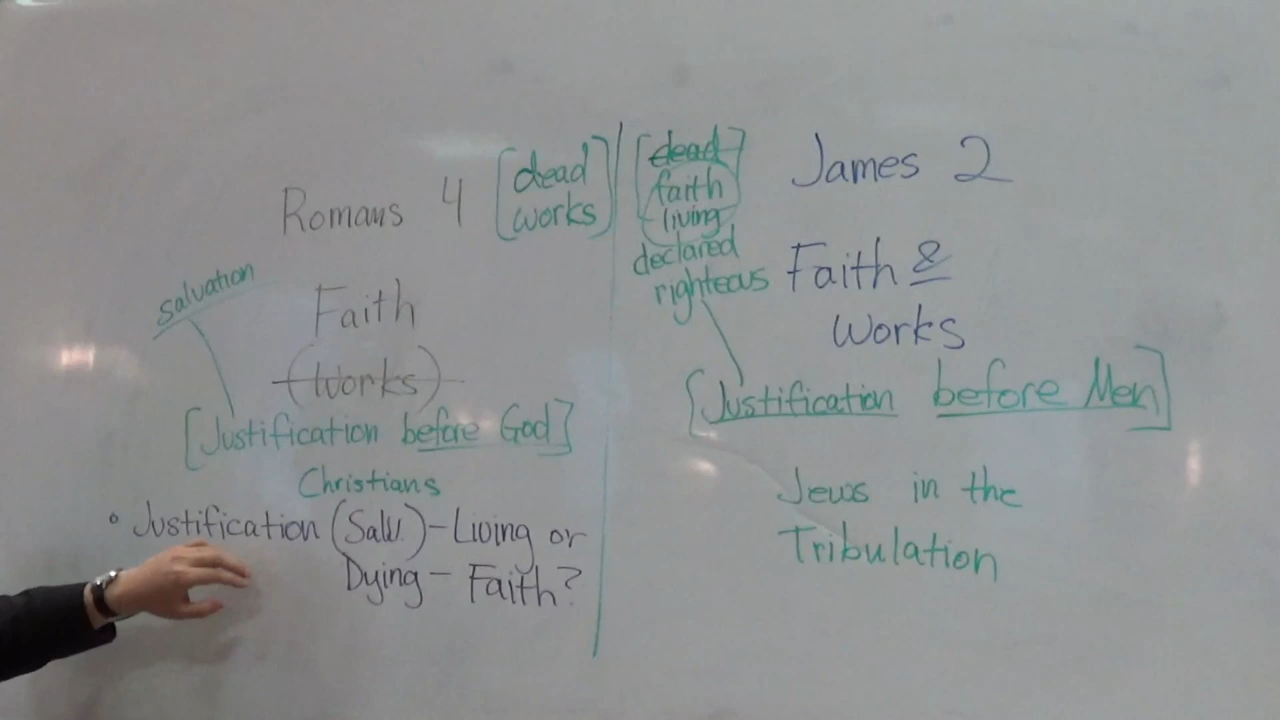 Romans 4
[dead
works]
salvation
Faith
(Works)
[Justification before God]
Christians
• Justification (Salv.) - Living or
Dying - Faith?
[dead
faith
living]
declared
righteous
James 2
Faith &
Works
[Justification before Men]
Jews in the
Tribulation